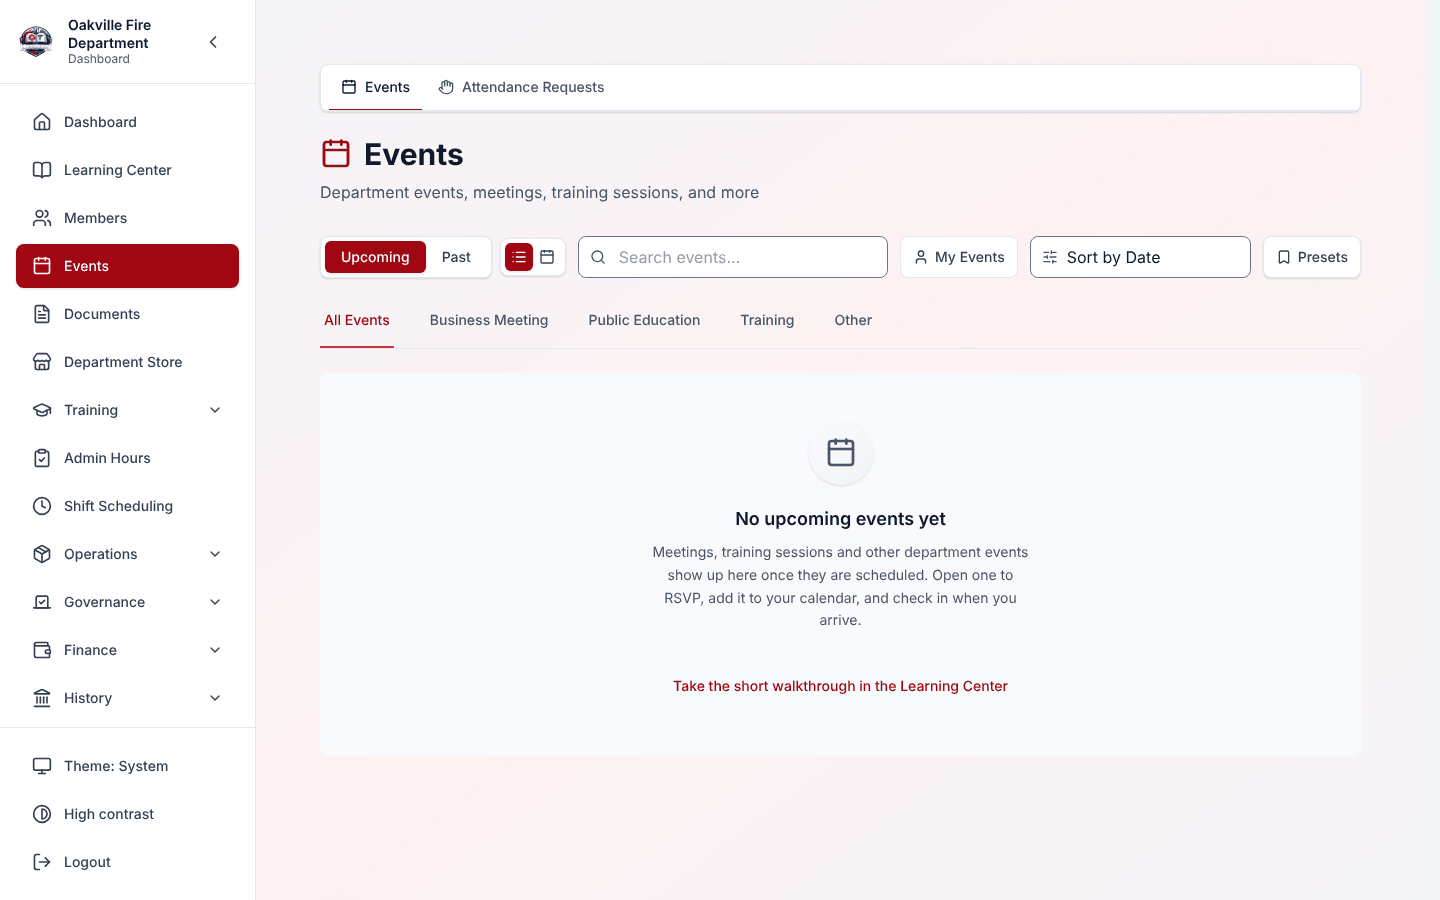 Oakville Fire
Department
Dashboard
Dashboard
Learning Center
Members
Events
Documents
Department Store
Training
Admin Hours
Shift Scheduling
Operations
Governance
Finance
History
Theme: System
High contrast
Logout
Events
Attendance Requests
Events
Department events, meetings, training sessions, and more
Upcoming
Past
Search events...
My Events
Sort by Date
Presets
All Events
Business Meeting
Public Education
Training
Other
No upcoming events yet
Meetings, training sessions and other department events
show up here once they are scheduled. Open one to
RSVP, add it to your calendar, and check in when you
arrive.
Take the short walkthrough in the Learning Center